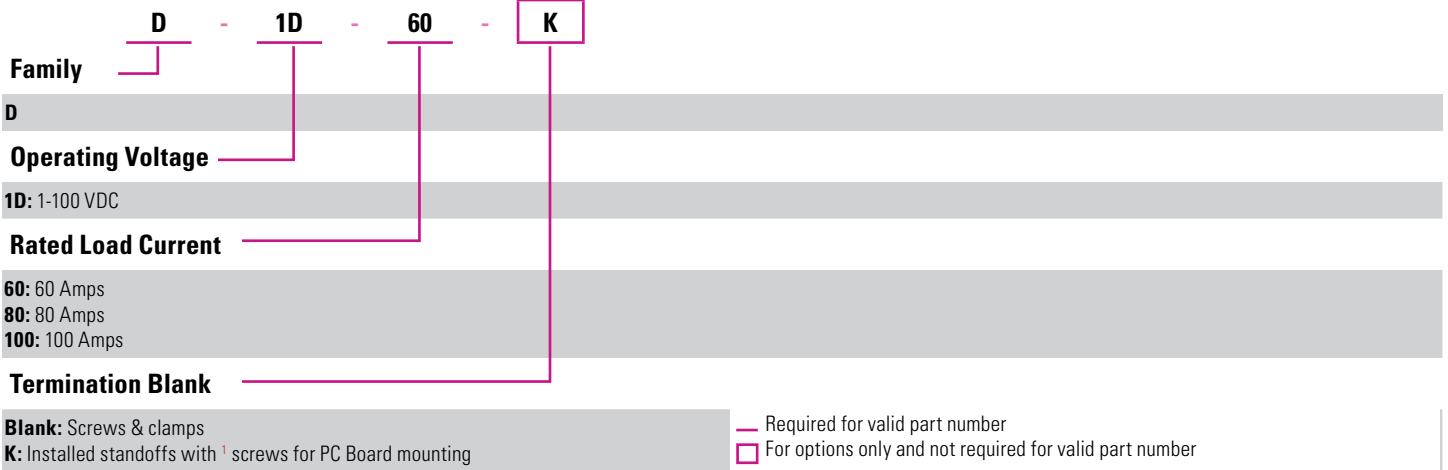 D - 1D - 60 - K
Family
D
Operating Voltage
1D: 1-100 VDC
Rated Load Current
60: 60 Amps
80: 80 Amps
100: 100 Amps
Termination Blank
Blank: Screws & clamps
K: Installed standoffs with 1 screws for PC Board mounting
Required for valid part number
For options only and not required for valid part number